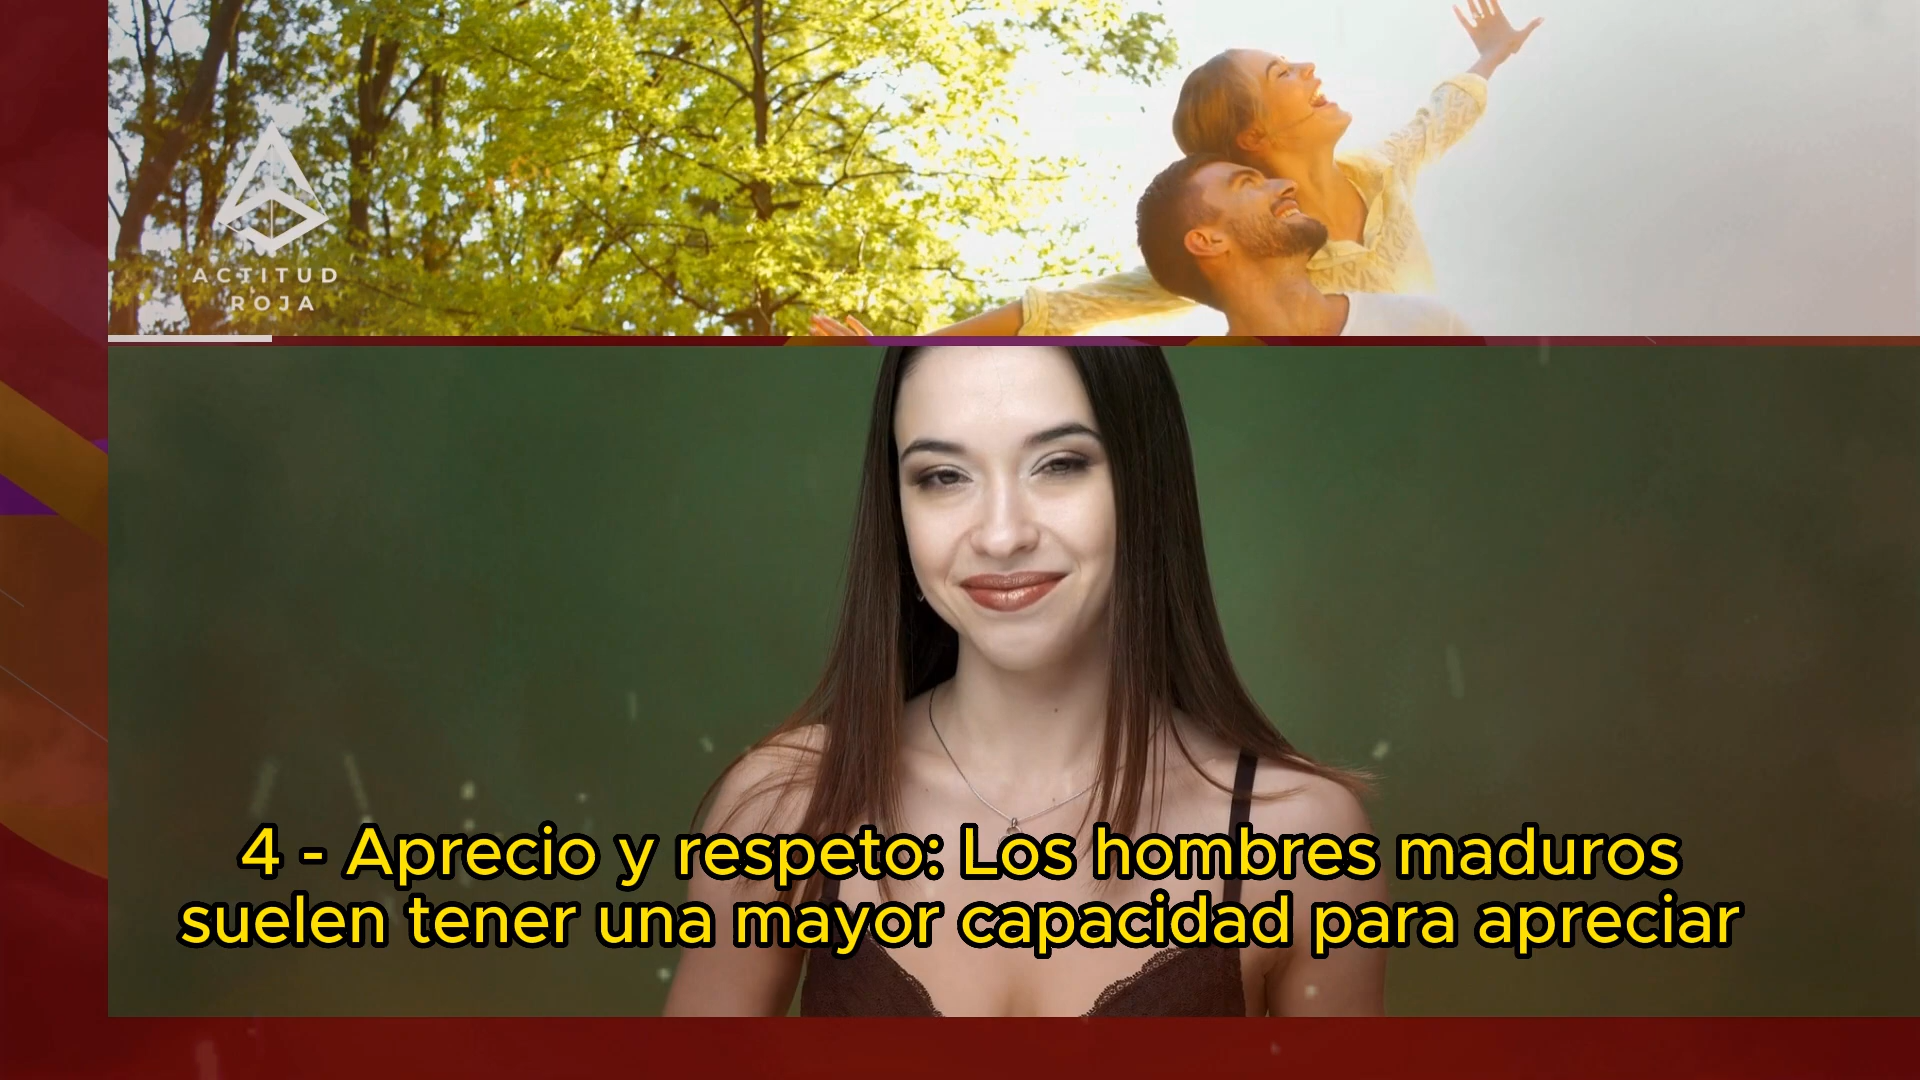 ACTITUD
ROJA
4 - Aprecio y respeto: Los hombres maduros
suelen tener una mayor capacidad para apreciar